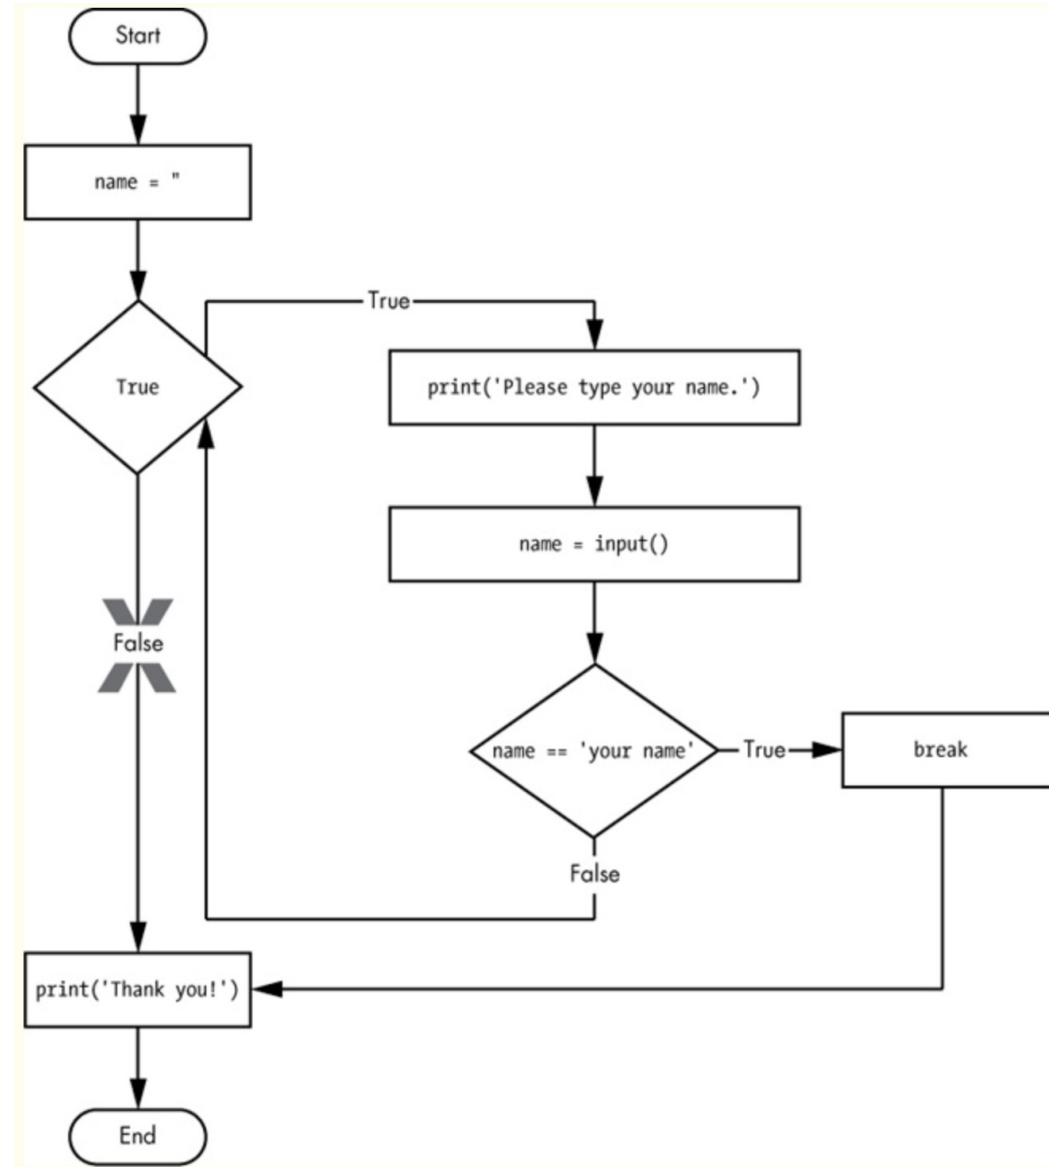 Start
name = "
True
True
print('Please type your name.')
name = input()
name == 'your name'
True
break
False
False
print('Thank you!')
End